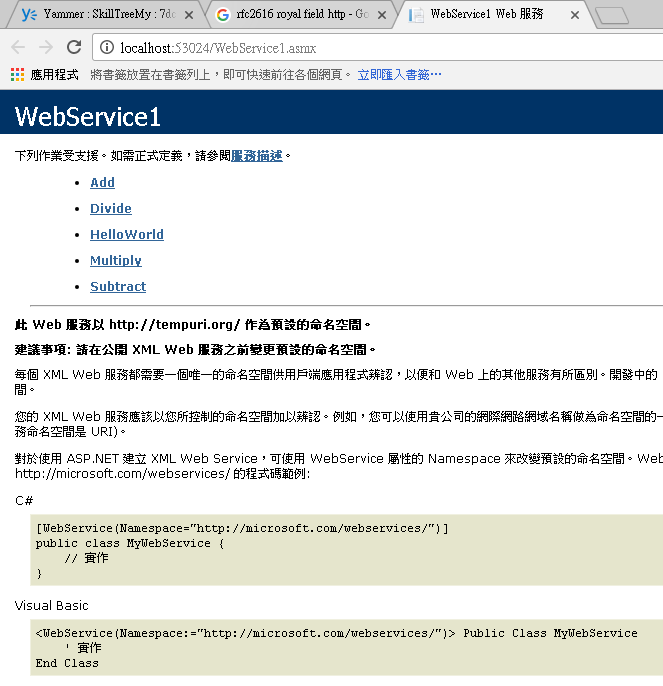 Yammer : SkillTreeMy : 7do
rfc2616 royal field http - Go
WebService1 Web 服務
localhost:53024/WebService1.asmx
應用程式 將書籤放置在書籤列上，即可快速前往各個網頁。 立即匯入書籤…
WebService1
下列作業受支援。如需正式定義，請參閱服務描述。
• Add
• Divide
• HelloWorld
• Multiply
• Subtract
此 Web 服務以 http://tempuri.org/ 作為預設的命名空間。
建議事項: 請在公開 XML Web 服務之前變更預設的命名空間。
每個 XML Web 服務都需要一個唯一的命名空間供用戶端應用程式辨認，以便和 Web 上的其他服務有所區別。開發中的
間。
您的 XML Web 服務應該以您所控制的命名空間加以辨認。例如，您可以使用貴公司的網際網路網域名稱做為命名空間的一
務命名空間是 URI)。
對於使用 ASP.NET 建立 XML Web Service，可使用 WebService 屬性的 Namespace 來改變預設的命名空間。Web
http://microsoft.com/webservices/ 的程式碼範例:
C#
[WebService(Namespace="http://microsoft.com/webservices/")]
public class MyWebService {
// 實作
}
Visual Basic
<WebService(Namespace:="http://microsoft.com/webservices/")> Public Class MyWebService
' 實作
End Class